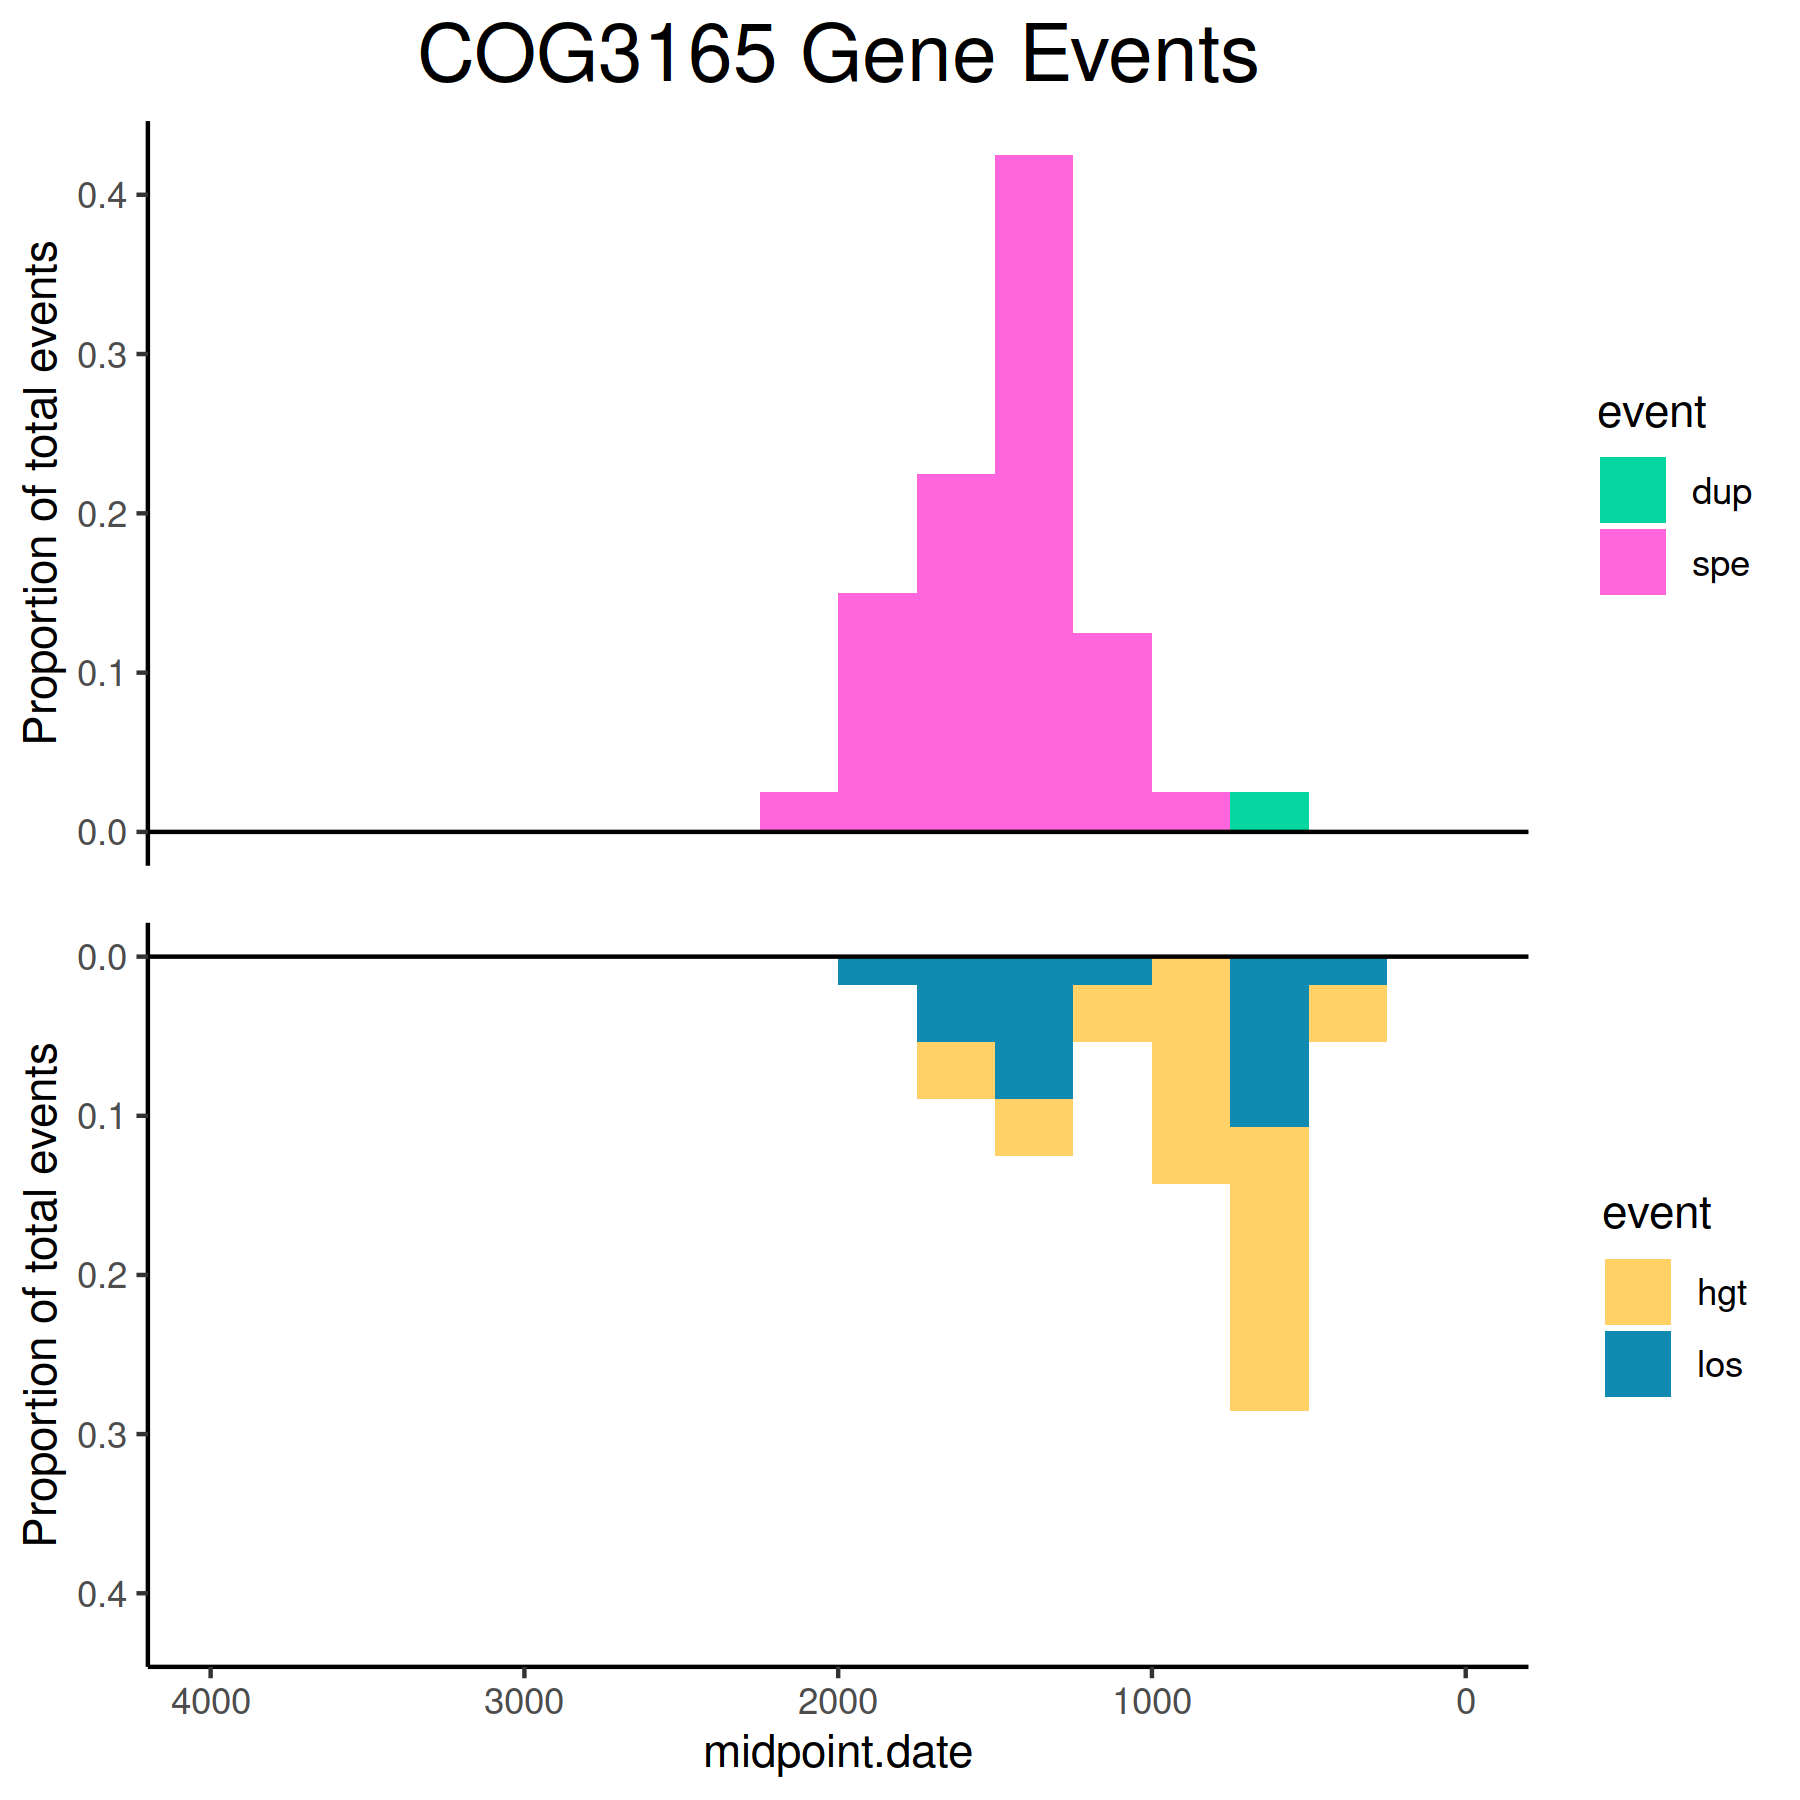 COG3165 Gene Events
Proportion of total events
0.4
0.3
0.2
0.1
0.0
event
dup
spe
Proportion of total events
0.0
0.1
0.2
0.3
0.4
event
hgt
los
4000 3000 2000 1000 0
midpoint.date